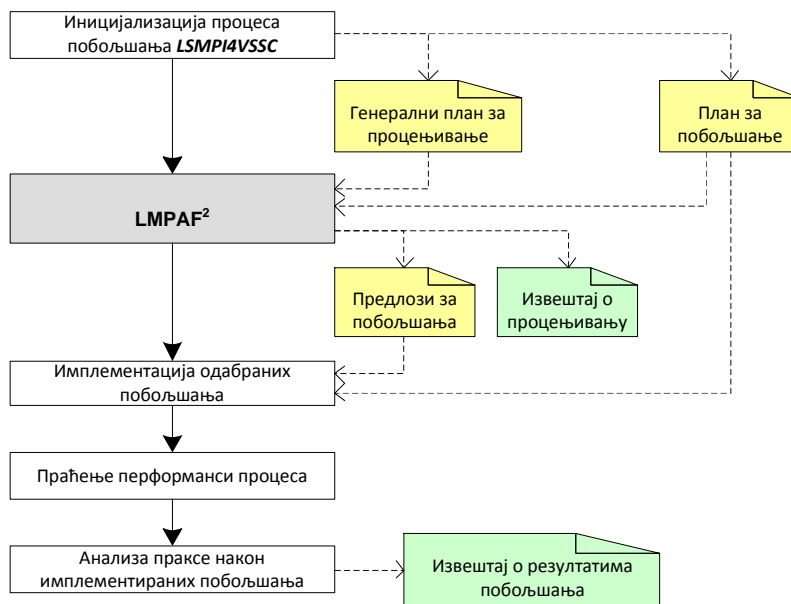 Иницијализација процеса
побољшања LSMPI4VSSC
Генерални план за
процењивање
План за
побољшање
LMPAF²
Предлози за
побољшања
Извештај о
процењивању
Имплементација одабраних
побољшања
Праћење перформанси процеса
Анализа праксе након
имплементираних побољшања
Извештај о резултатима
побољшања